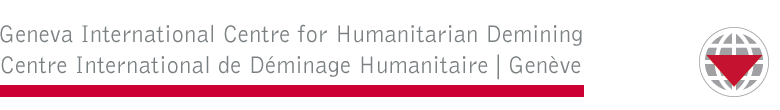 Geneva International Centre for Humanitarian Demining
Centre International de Déminage Humanitaire | Genève